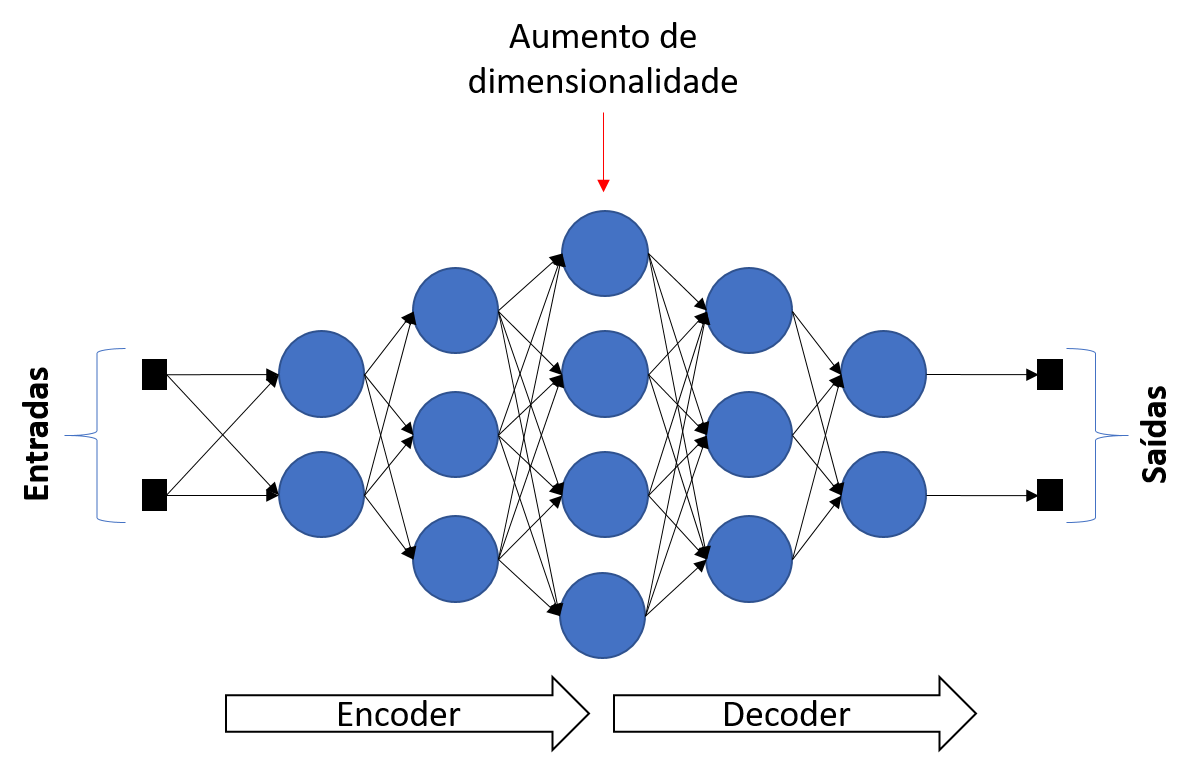 Aumento de
dimensionalidade
Entradas
Saídas
Encoder
Decoder